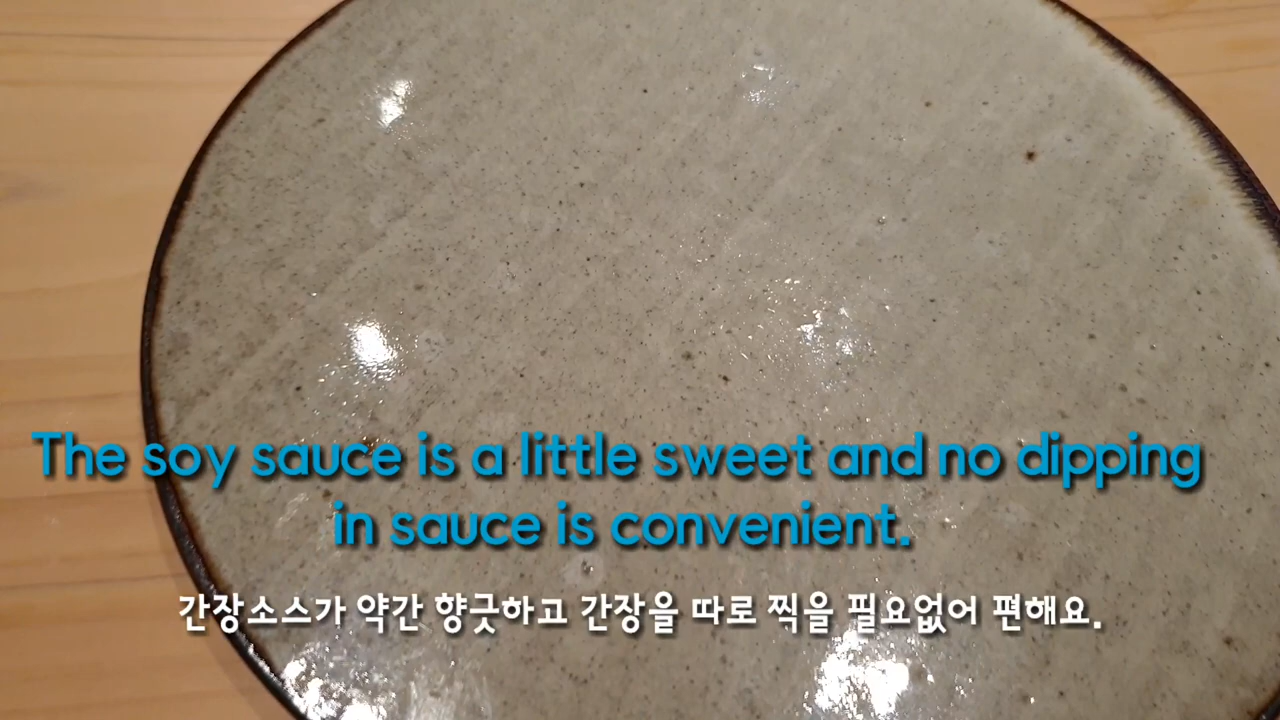 The soy sauce is a little sweet and no dipping
in sauce is convenient.
간장소스가 약간 향긋하고 간장을 따로 찍을 필요없어 편해요.